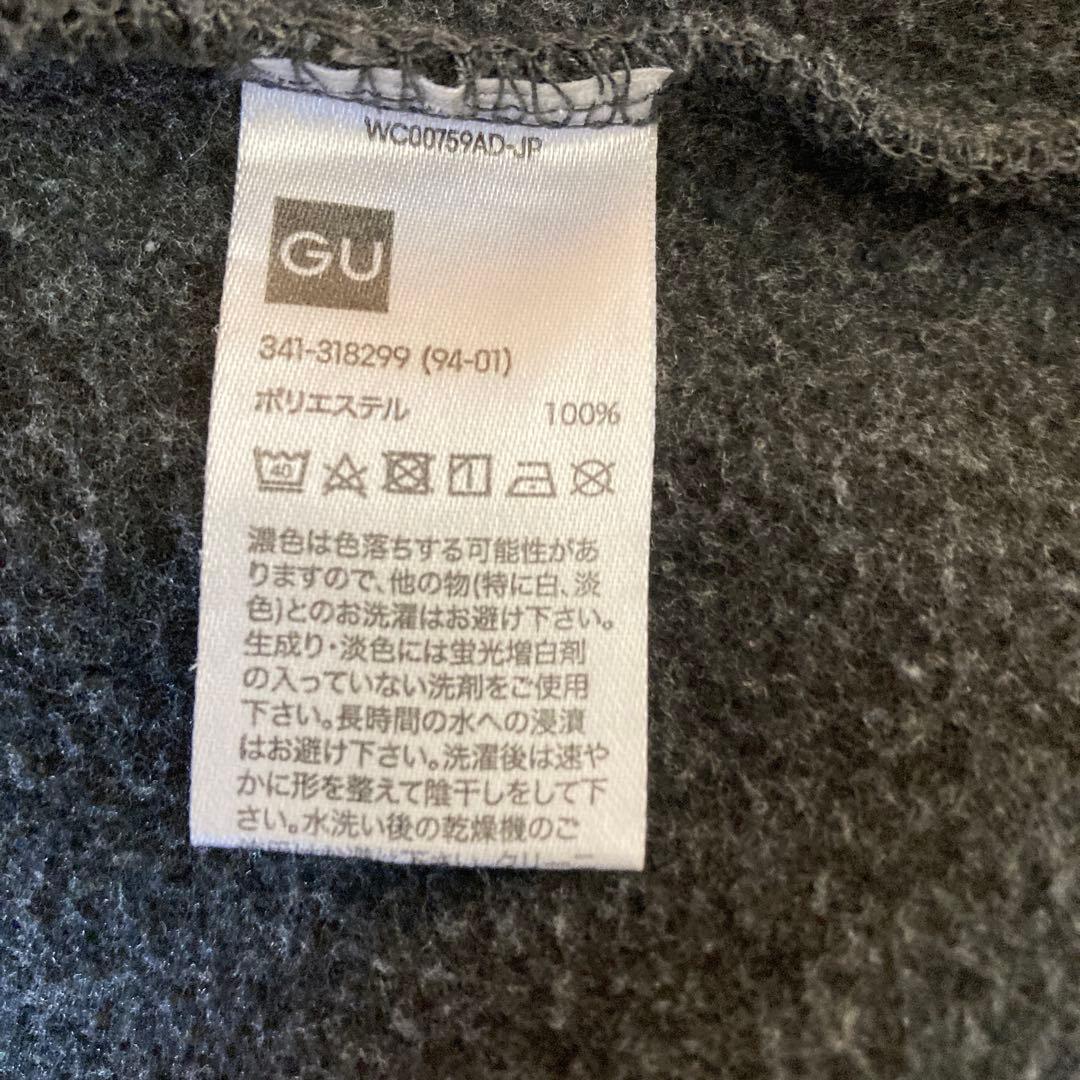 WC00759AD-JP
GU
341-318299 (94-01)
ポリエステル 100%
40
濃色は色落ちする可能性があ
りますので、他の物(特に白、淡
色)とのお洗濯はお避け下さい。
生成り・淡色には蛍光増白剤
の入っていない洗剤をご使用
下さい。長時間の水への浸漬
はお避け下さい。洗濯後は速や
かに形を整えて陰干しをして下
さい。水洗い後の乾燥機のご